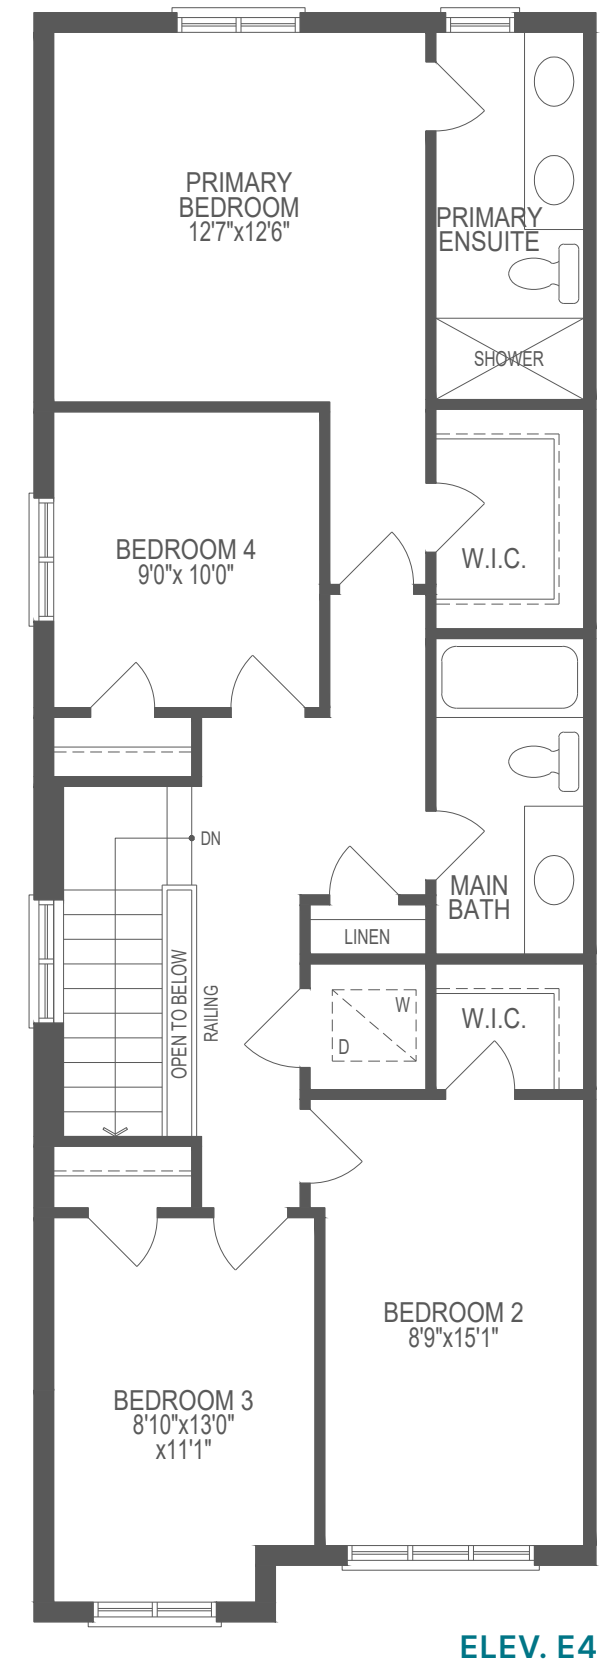 PRIMARY
BEDROOM
12'7"x12'6"
PRIMARY
ENSUITE
SHOWER
BEDROOM 4
9'0"x 10'0"
W.I.C.
DN
MAIN
BATH
LINEN
OPEN TO BELOW
RAILING
W
D
W.I.C.
BEDROOM 2
8'9"x15'1"
BEDROOM 3
8'10"x13'0"
x11'1"
ELEV. E4